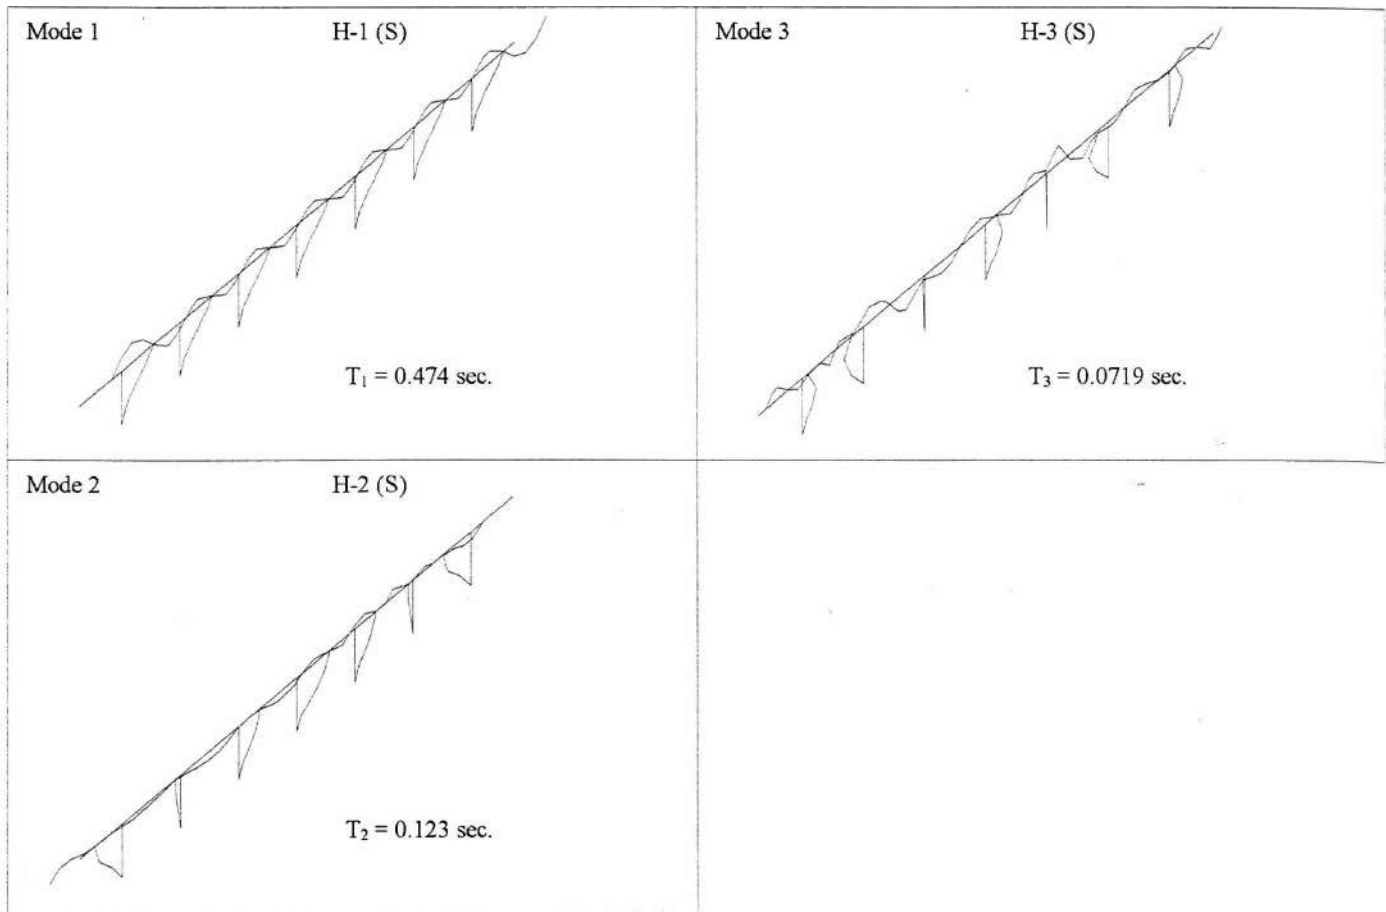 Mode 1 H-1 (S)
T₁ = 0.474 sec.
Mode 3 H-3 (S)
T₃ = 0.0719 sec.
Mode 2 H-2 (S)
T₂ = 0.123 sec.